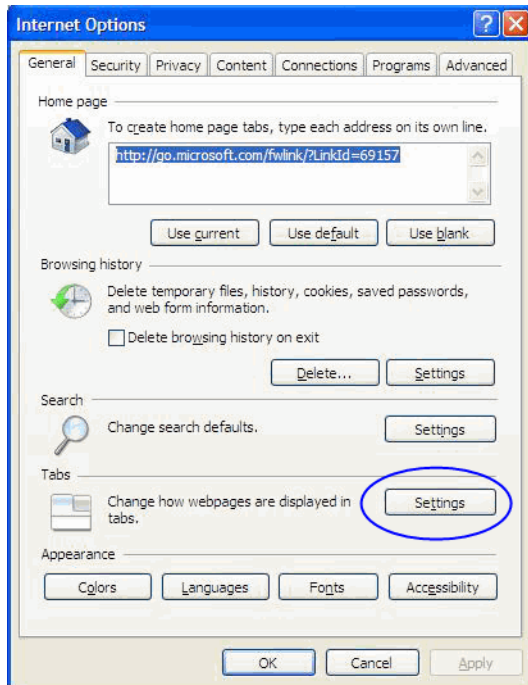 Internet Options
?
General Security Privacy Content Connections Programs Advanced
Home page
To create home page tabs, type each address on its own line.
http://go.microsoft.com/fwlink/?LinkId=69157
Use current Use default Use blank
Browsing history
Delete temporary files, history, cookies, saved passwords,
and web form information.
Delete browsing history on exit
Delete... Settings
Search
Change search defaults. Settings
Tabs
Change how webpages are displayed in Settings
tabs.
Appearance
Colors Languages Fonts Accessibility
OK Cancel Apply